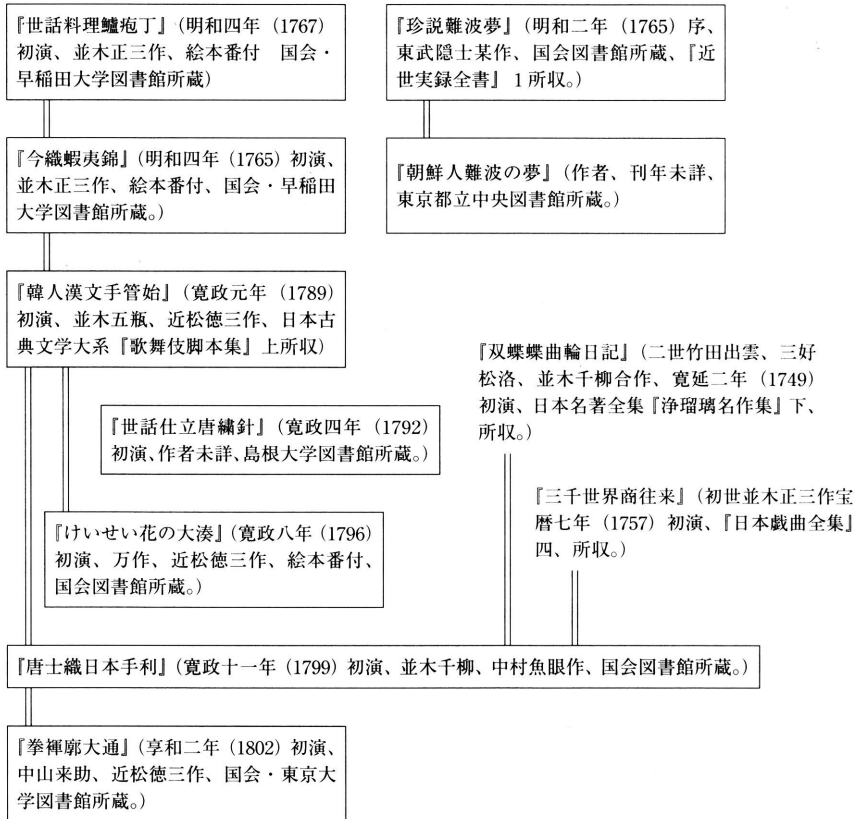 『世話料理鱸疱丁』（明和四年（1767）
初演、並木正三作、絵本番付　国会・
早稲田大学図書館所蔵）
『珍説難波夢』（明和二年（1765）序、
東武隠士某作、国会図書館所蔵、『近
世実録全書』１所収。）
『今織蝦夷錦』（明和四年（1765）初演、
並木正三作、絵本番付、国会・早稲田
大学図書館所蔵。）
『朝鮮人難波の夢』（作者、刊年未詳、
東京都立中央図書館所蔵。）
『韓人漢文手管始』（寛政元年（1789）
初演、並木五瓶、近松徳三作、日本古
典文学大系『歌舞伎脚本集』上所収）
『双蝶蝶曲輪日記』（二世竹田出雲、三好
松洛、並木千柳合作、寛延二年（1749）
初演、日本名著全集『浄瑠璃名作集』下、
所収。）
『世話仕立唐繍針』（寛政四年（1792）
初演、作者未詳、島根大学図書館所蔵。）
『三千世界商往来』（初世並木正三作宝
暦七年（1757）初演、『日本戯曲全集』
四、所収。）
『けいせい花の大湊』（寛政八年（1796）
初演、万作、近松徳三作、絵本番付、
国会図書館所蔵。）
『唐士織日本手利』（寛政十一年（1799）初演、並木千柳、中村魚眼作、国会図書館所蔵。）
『拳褌廓大通』（享和二年（1802）初演、
中山来助、近松徳三作、国会・東京大
学図書館所蔵。）